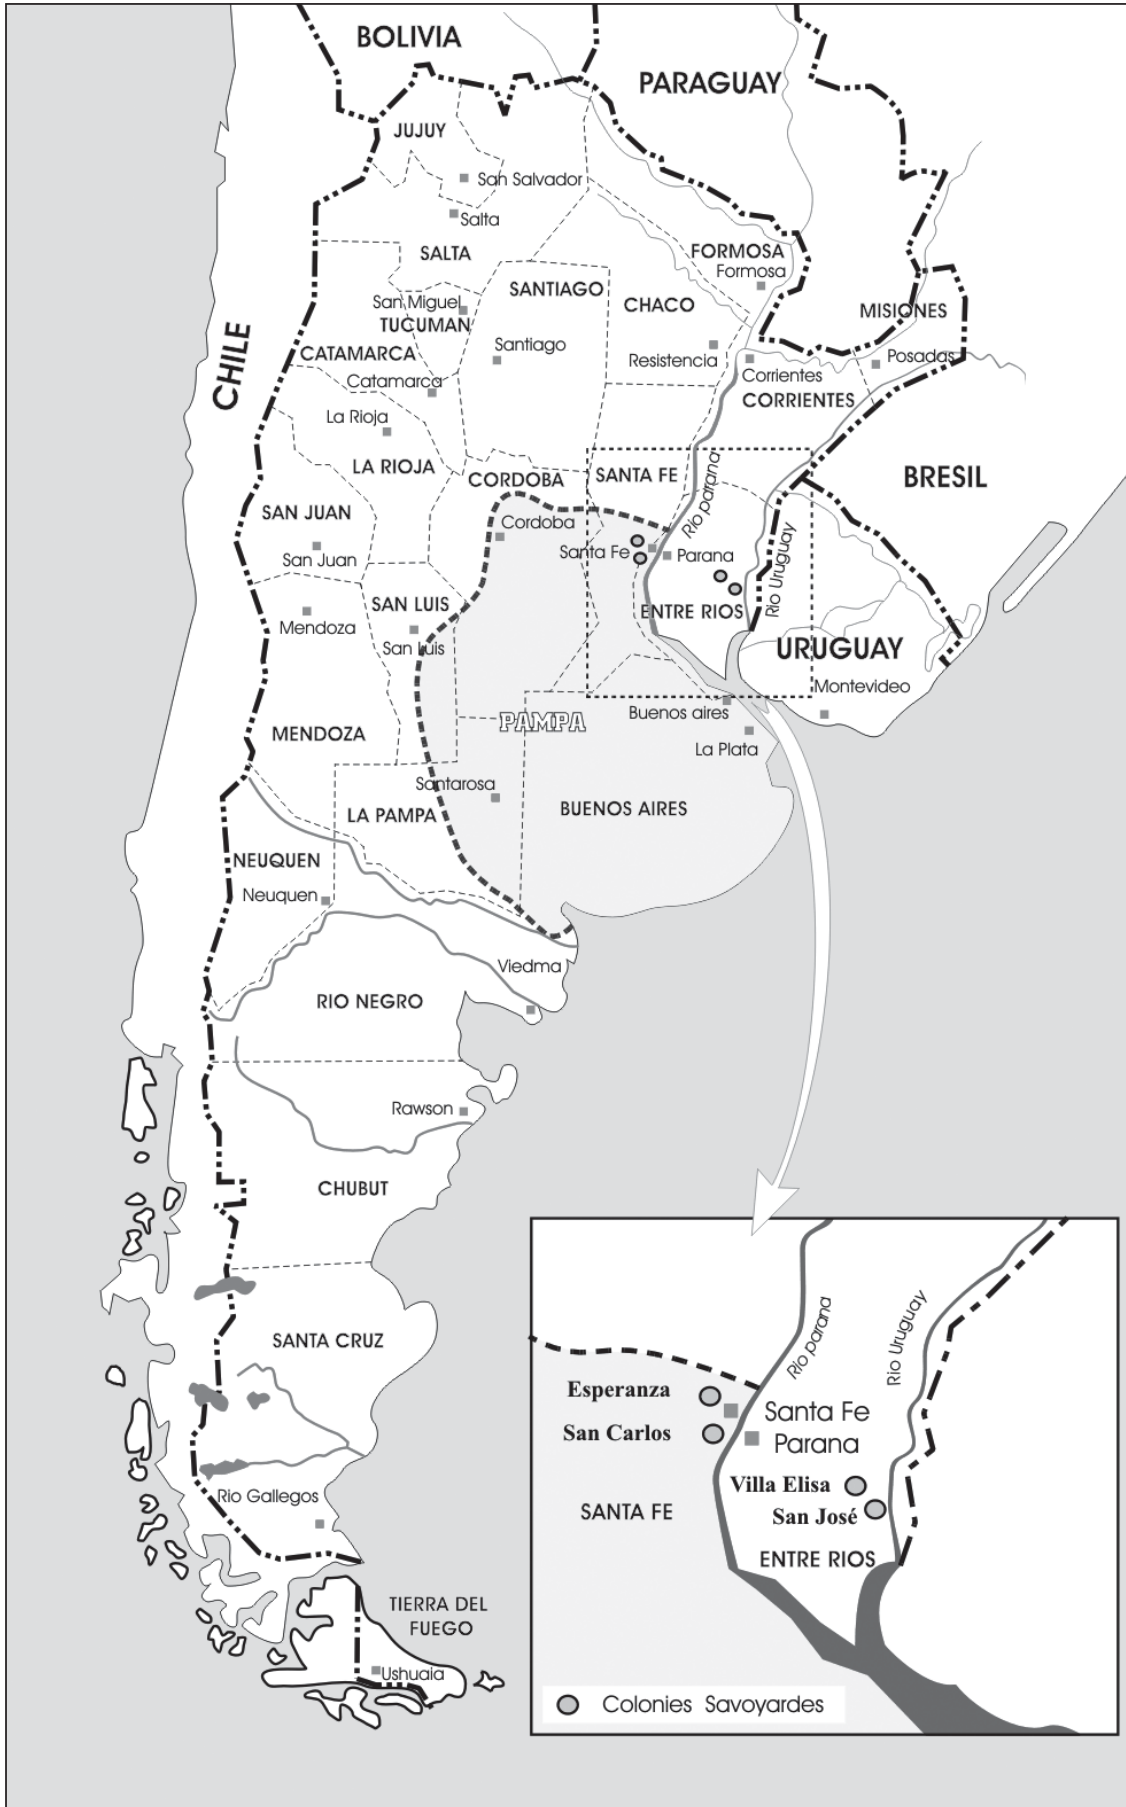 BOLIVIA
PARAGUAY
JUJUY
San Salvador
Salta
SALTA
FORMOSA
Formosa
SANTIAGO
CHACO
San Miguel
TUCUMAN
MISIONES
CHILE
CATAMARCA
Santiago
Resistencia
Posadas
Catamarca
Corrientes
CORRIENTES
La Rioja
LA RIOJA
CORDOBA
SANTA FE
Rio parana
BRESIL
SAN JUAN
Cordoba
San Juan
Santa Fe
Parana
Rio Uruguay
SAN LUIS
ENTRE RIOS
Mendoza
San Luis
URUGUAY
Montevideo
MENDOZA
PAMPA
Buenos aires
La Plata
Santarosa
LA PAMPA
BUENOS AIRES
NEUQUEN
Neuquen
Viedma
RIO NEGRO
Rawson
CHUBUT
SANTA CRUZ
Rio Gallegos
TIERRA DEL
FUEGO
Ushuaia
Rio parana
Rio Uruguay
Esperanza
Santa Fe
San Carlos
Parana
Villa Elisa
SANTA FE
San José
ENTRE RIOS
Colonies Savoyardes